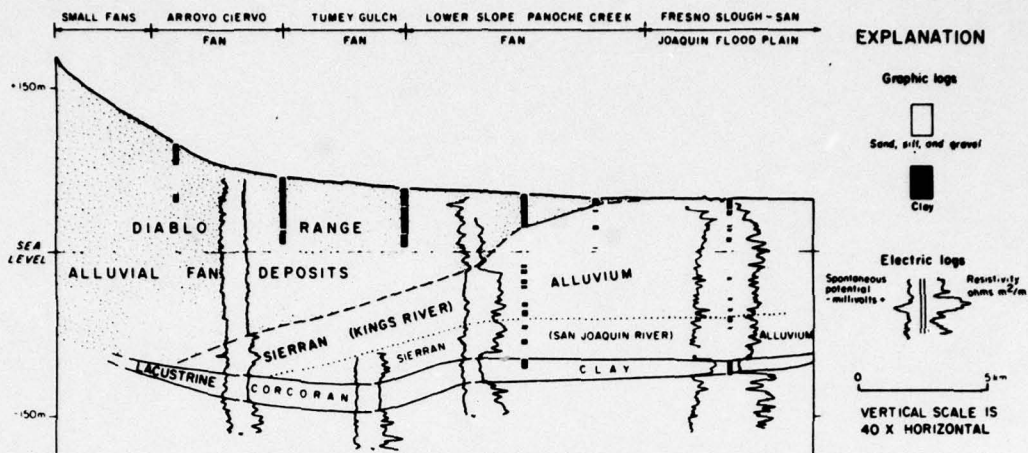 SMALL FANS
ARROYO CIERVO
FAN
TUMEY GULCH
FAN
LOWER SLOPE PANOCHE CREEK
FAN
FRESNO SLOUGH-SAN
JOAQUIN FLOOD PLAIN
+150m
SEA
LEVEL
-150m
DIABLO RANGE
ALLUVIAL FAN DEPOSITS
SIERRAN (KINGS RIVER)
ALLUVIUM
SIERRAN
(SAN JOAQUIN RIVER)
ALLUVIUM
LACUSTRINE
CORCORAN
CLAY
EXPLANATION
Graphic logs
Sand, silt, and gravel
Clay
Electric logs
Spontaneous
potential
- millivolts +
Resistivity
ohms m²/m
0
5 km
VERTICAL SCALE IS
40 X HORIZONTAL